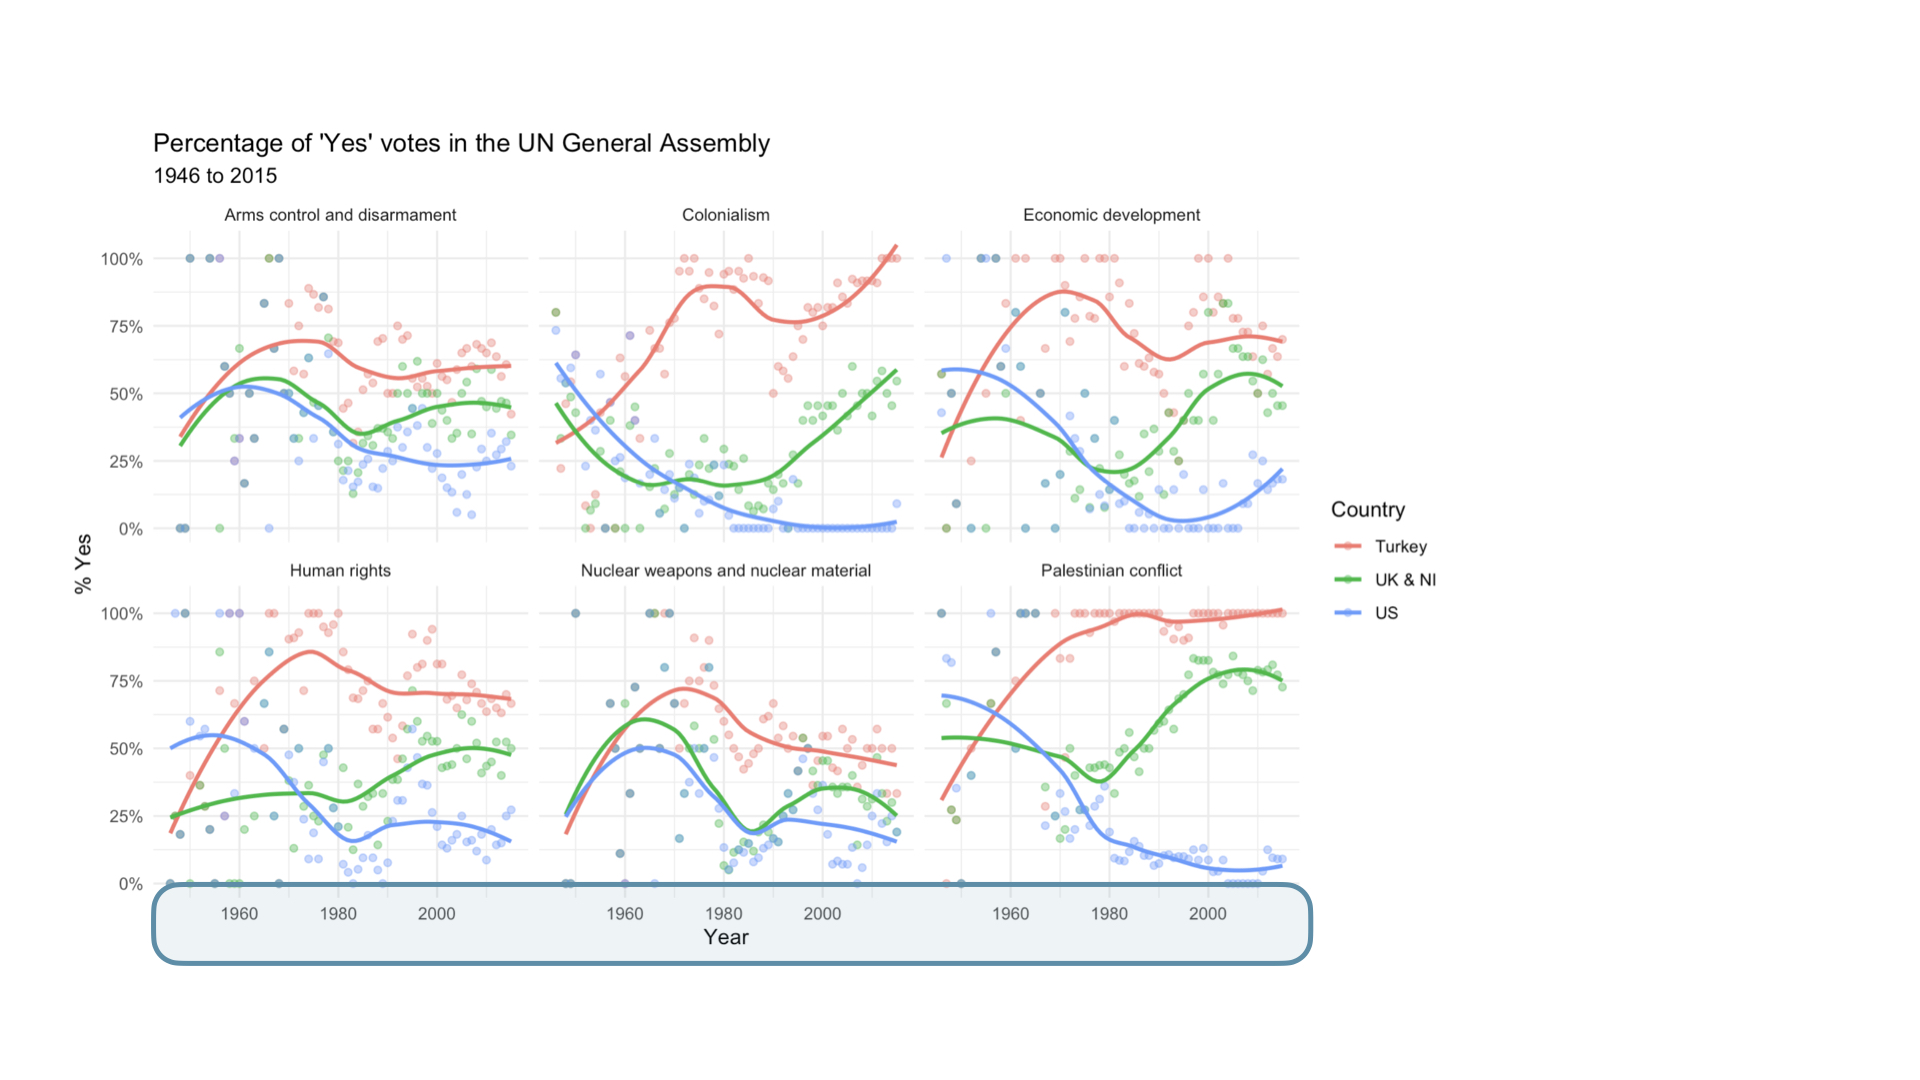 Percentage of 'Yes' votes in the UN General Assembly
1946 to 2015
Arms control and disarmament
Colonialism
Economic development
100%
75%
50%
25%
0%
% Yes
Human rights
Nuclear weapons and nuclear material
Palestinian conflict
100%
75%
50%
25%
0%
1960 1980 2000
1960 1980 2000
1960 1980 2000
Year
Country
Turkey
UK & NI
US